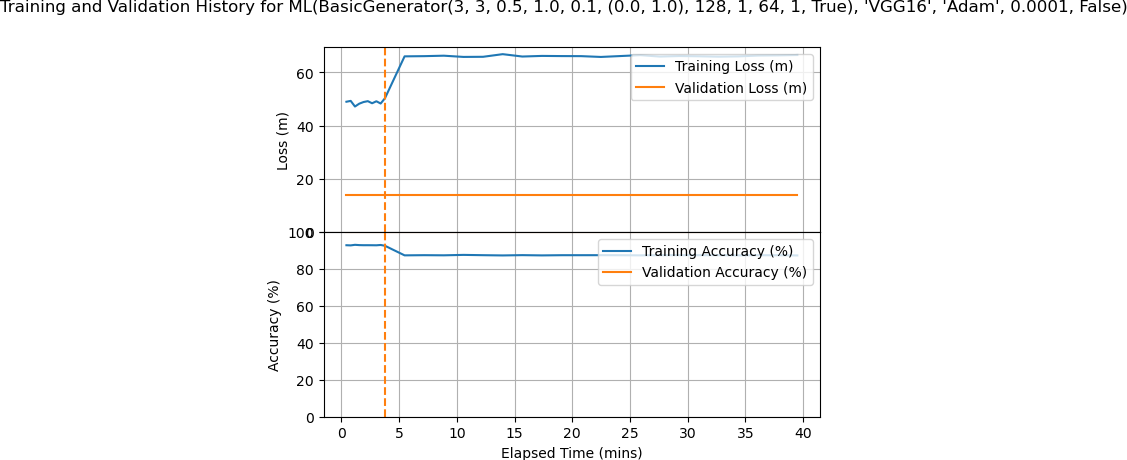 Training and Validation History for ML(BasicGenerator(3, 3, 0.5, 1.0, 0.1, (0.0, 1.0), 128, 1, 64, 1, True), 'VGG16', 'Adam', 0.0001, False)
60
40
20
0
Loss (m)
Training Loss (m)
Validation Loss (m)
100
80
60
40
20
0
Accuracy (%)
Training Accuracy (%)
Validation Accuracy (%)
0 5 10 15 20 25 30 35 40
Elapsed Time (mins)